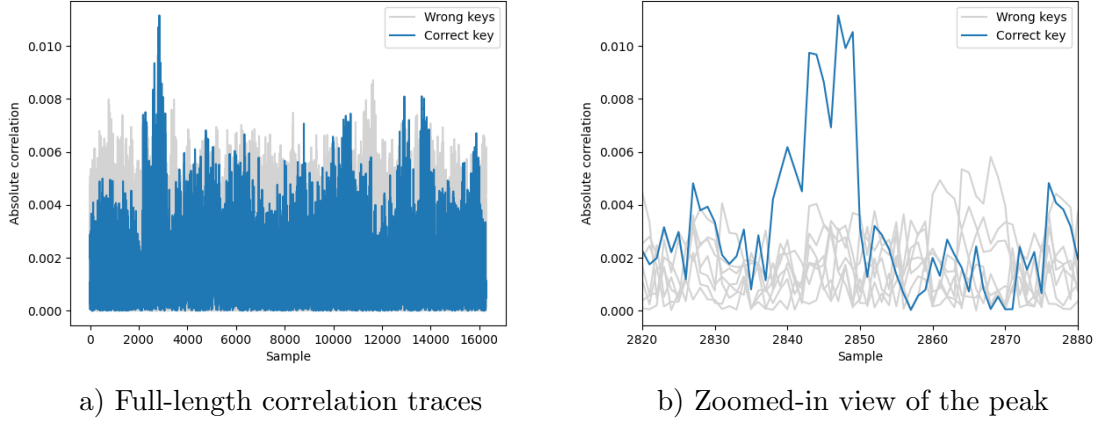 Wrong keys
Correct key
0.010
0.008
0.006
0.004
0.002
0.000
Absolute correlation
0 2000 4000 6000 8000 10000 12000 14000 16000
Sample
a) Full-length correlation traces
Wrong keys
Correct key
0.010
0.008
0.006
0.004
0.002
0.000
Absolute correlation
2820 2830 2840 2850 2860 2870 2880
Sample
b) Zoomed-in view of the peak